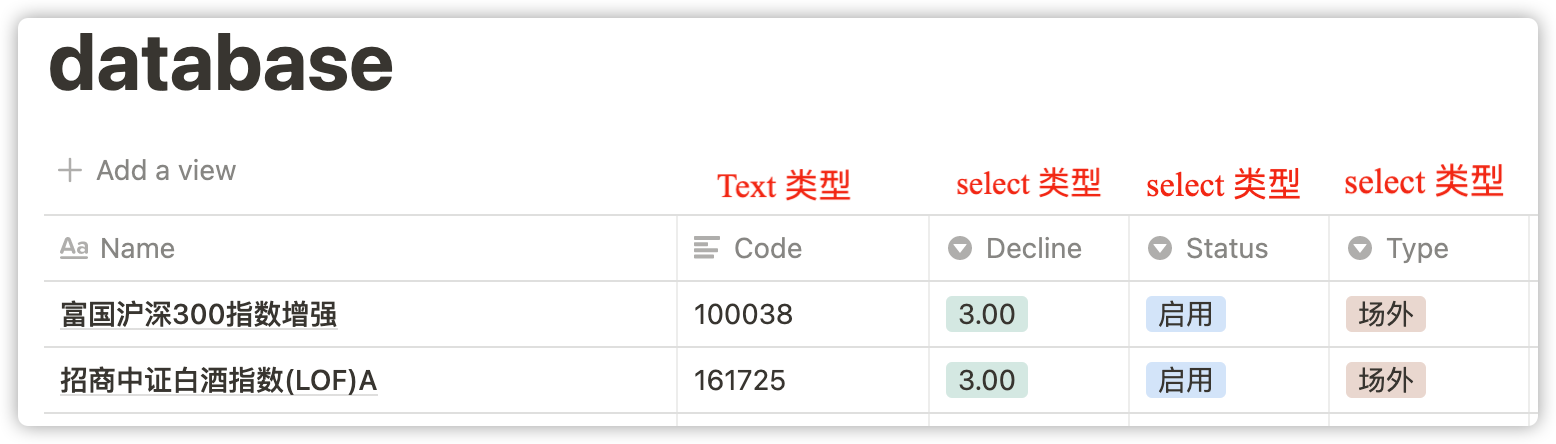 database
+ Add a view
Text 类型 select 类型 select 类型 select 类型
Aa Name Code Decline Status Type
富国沪深300指数增强 100038 3.00 启用 场外
招商中证白酒指数(LOF)A 161725 3.00 启用 场外